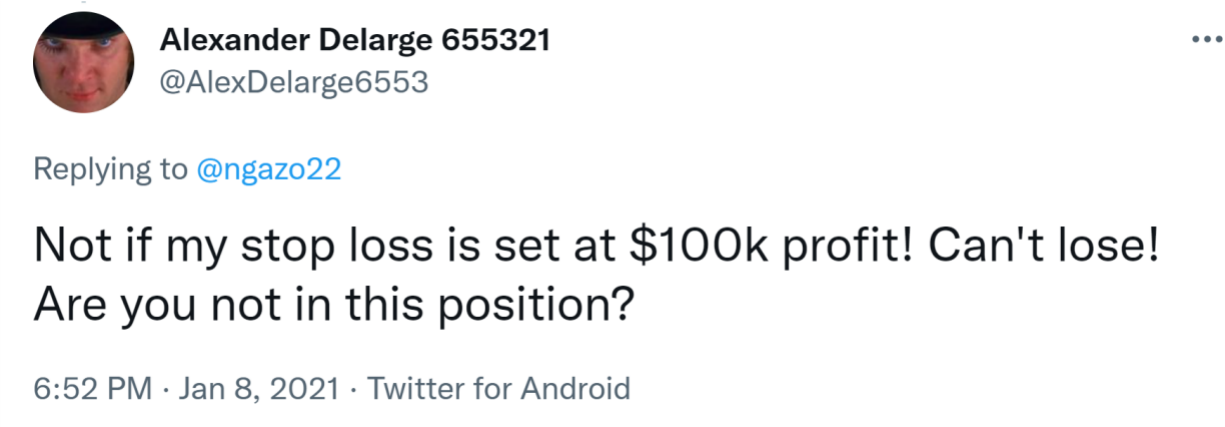 Alexander Delarge 655321
@AlexDelarge6553
Replying to @ngazo22
Not if my stop loss is set at $100k profit! Can't lose!
Are you not in this position?
6:52 PM · Jan 8, 2021 · Twitter for Android